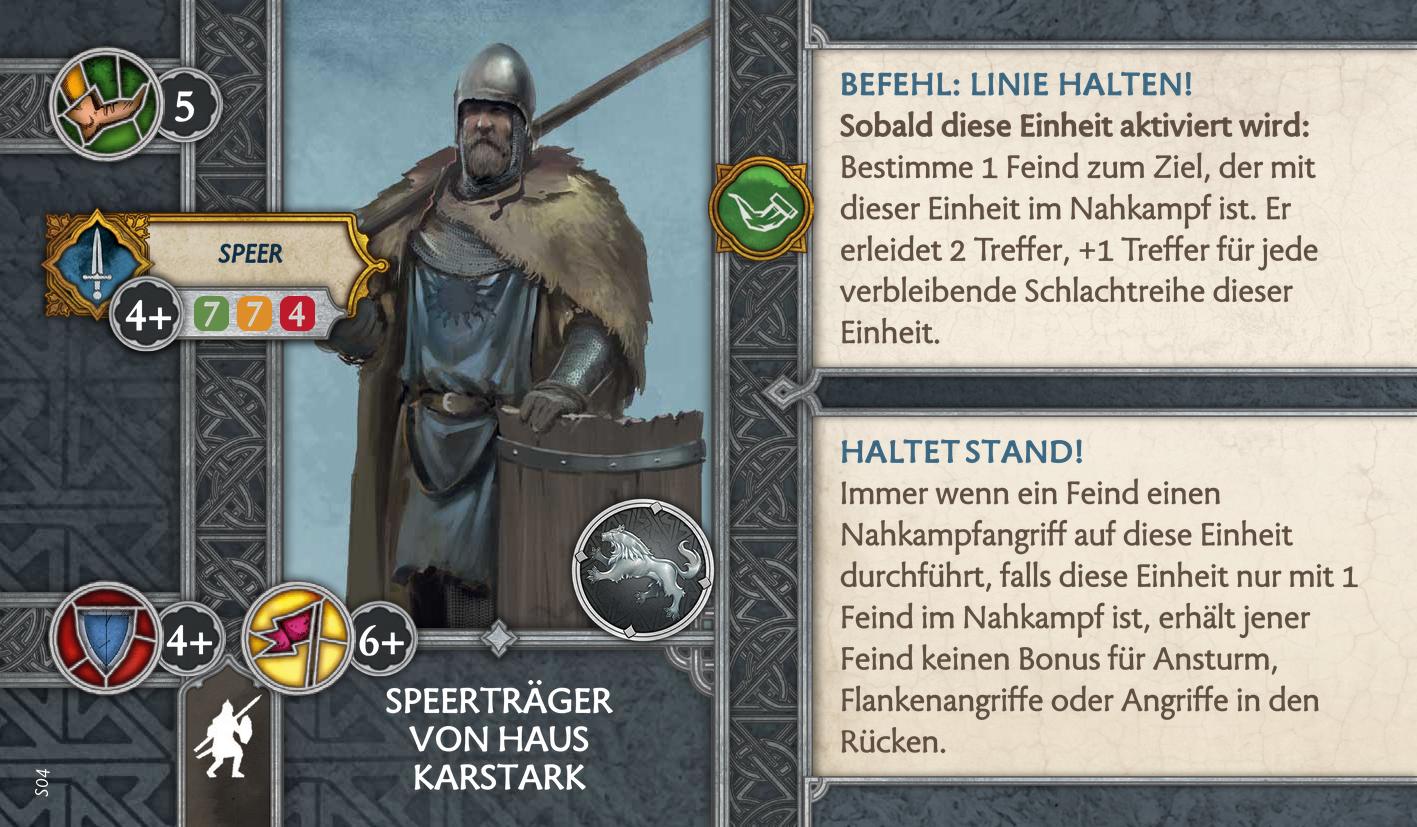 5
SPEER
4+ 7 7 4
4+ 6+
SPEERTRÄGER
VON HAUS
KARSTARK
S04
BEFEHL: LINIE HALTEN!
Sobald diese Einheit aktiviert wird:
Bestimme 1 Feind zum Ziel, der mit
dieser Einheit im Nahkampf ist. Er
erleidet 2 Treffer, +1 Treffer für jede
verbleibende Schlachtreihe dieser
Einheit.
HALTET STAND!
Immer wenn ein Feind einen
Nahkampfangriff auf diese Einheit
durchführt, falls diese Einheit nur mit 1
Feind im Nahkampf ist, erhält jener
Feind keinen Bonus für Ansturm,
Flankenangriffe oder Angriffe in den
Rücken.